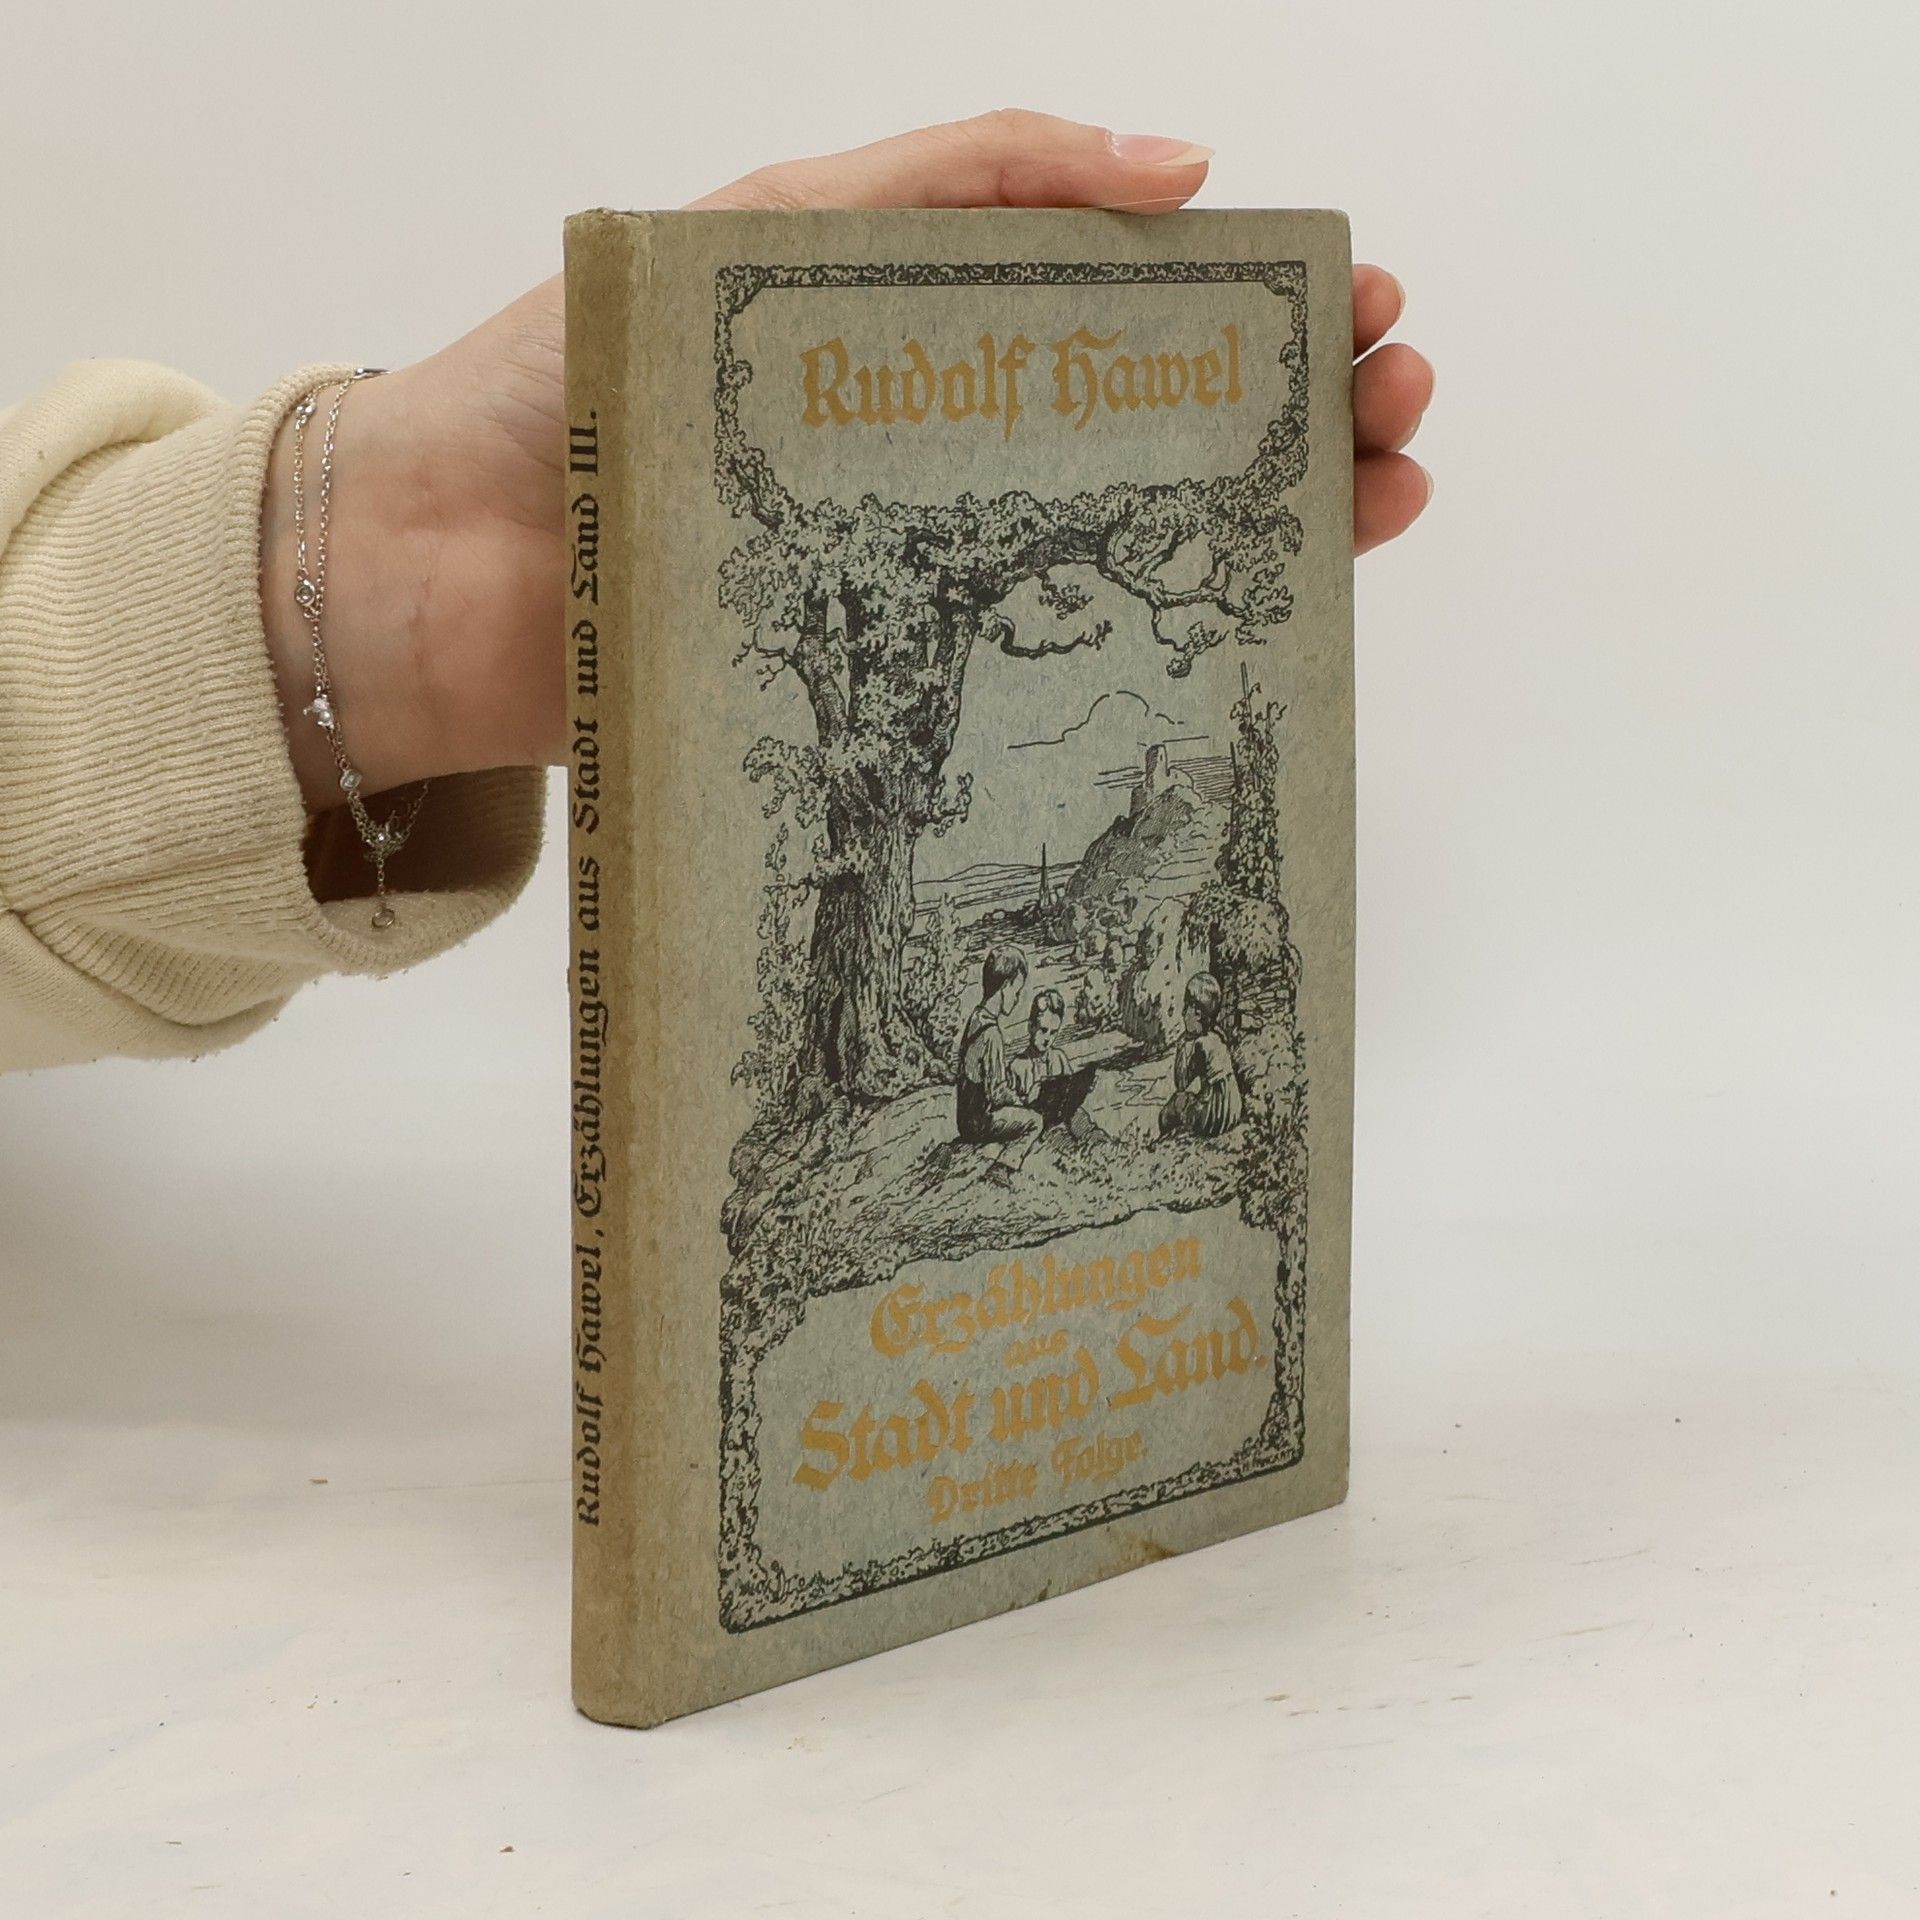 Rudolf Hawel
Erzählungen
aus
Stadt und Land.
Dritte Folge.
Rudolf Hawel, Erzählungen aus Stadt und Land III.